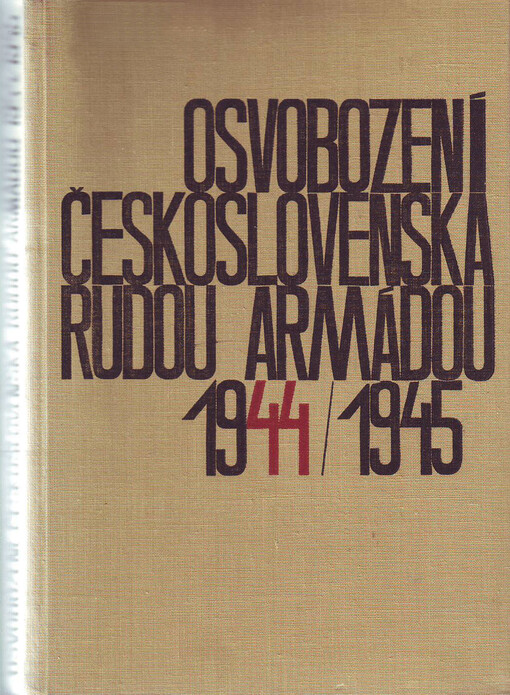 OSVOBOZENÍ
ČESKOSLOVENSKA
RUDOU ARMÁDOU
1944/1945